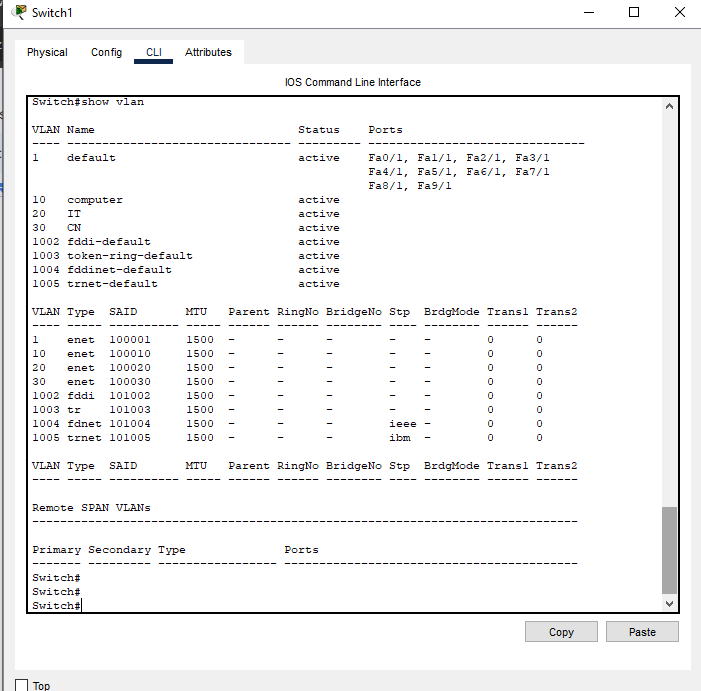 Switch1
Physical Config CLI Attributes
IOS Command Line Interface
Switch#show vlan
VLAN Name Status Ports
---- -------------------------------- --------- -------------------------------
1 default active Fa0/1, Fa1/1, Fa2/1, Fa3/1
Fa4/1, Fa5/1, Fa6/1, Fa7/1
Fa8/1, Fa9/1
10 computer active
20 IT active
30 CN active
1002 fddi-default active
1003 token-ring-default active
1004 fddinet-default active
1005 trnet-default active
VLAN Type SAID MTU Parent RingNo BridgeNo Stp BrdgMode Trans1 Trans2
---- ----- ---------- ----- ------ ------ -------- ---- -------- ------ ------
1 enet 100001 1500 - - - - - 0 0
10 enet 100010 1500 - - - - - 0 0
20 enet 100020 1500 - - - - - 0 0
30 enet 100030 1500 - - - - - 0 0
1002 fddi 101002 1500 - - - - - 0 0
1003 tr 101003 1500 - - - - - 0 0
1004 fdnet 101004 1500 - - - ieee - 0 0
1005 trnet 101005 1500 - - - ibm - 0 0
VLAN Type SAID MTU Parent RingNo BridgeNo Stp BrdgMode Trans1 Trans2
---- ----- ---------- ----- ------ ------ -------- ---- -------- ------ ------
Remote SPAN VLANs
------------------------------------------------------------------------------
Primary Secondary Type Ports
------- --------- ----------------- ------------------------------------------
Switch#
Switch#
Switch#
Copy Paste
Top